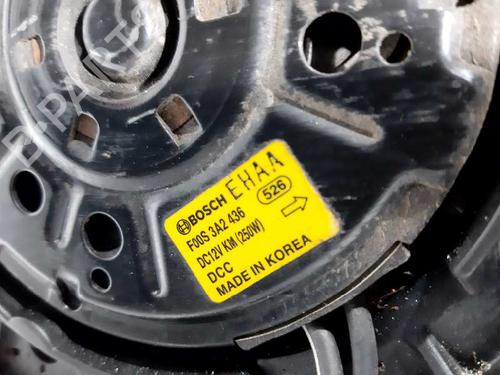 BOSCH EHAA
F00S 3A2 436 526
DC12V KM(250W)
DCC
MADE IN KOREA